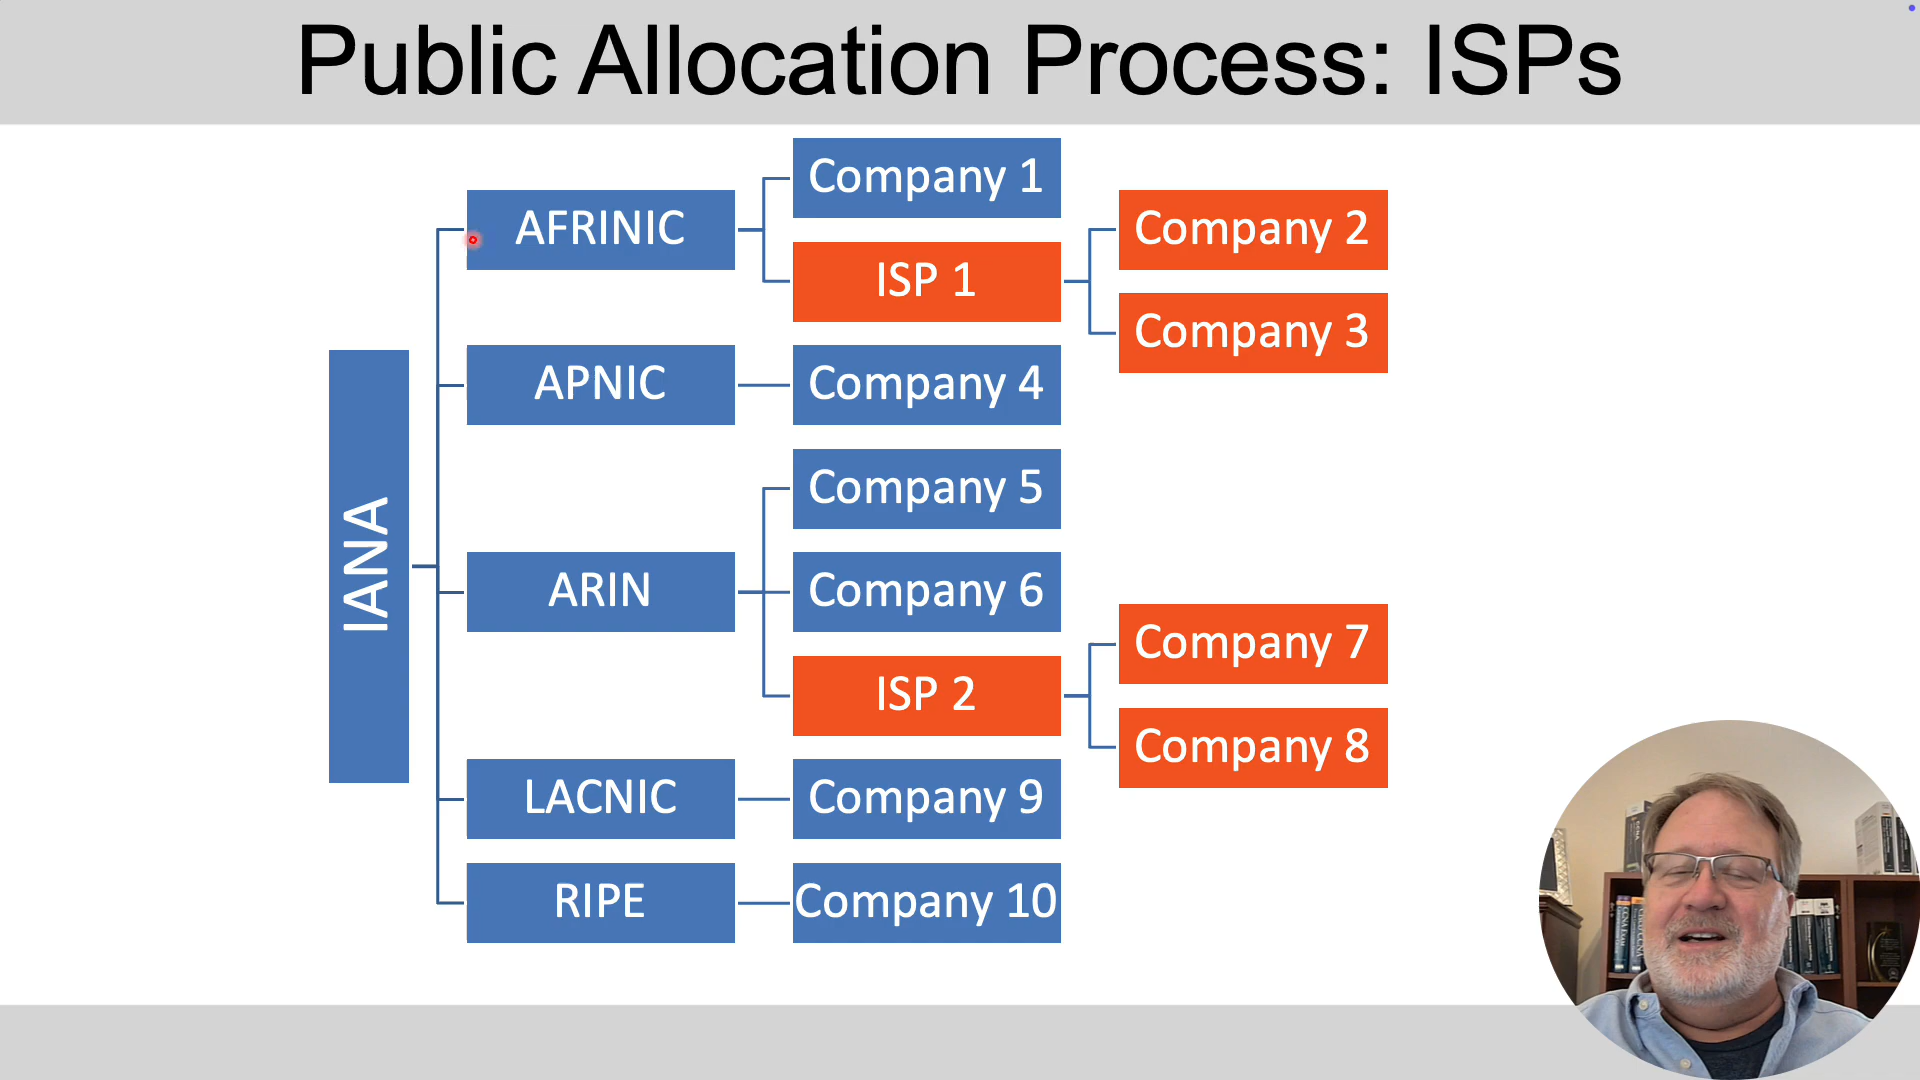 Public Allocation Process: ISPs
IANA
AFRINIC
Company 1
ISP 1
Company 2
Company 3
APNIC
Company 4
ARIN
Company 5
Company 6
ISP 2
Company 7
Company 8
LACNIC
Company 9
RIPE
Company 10